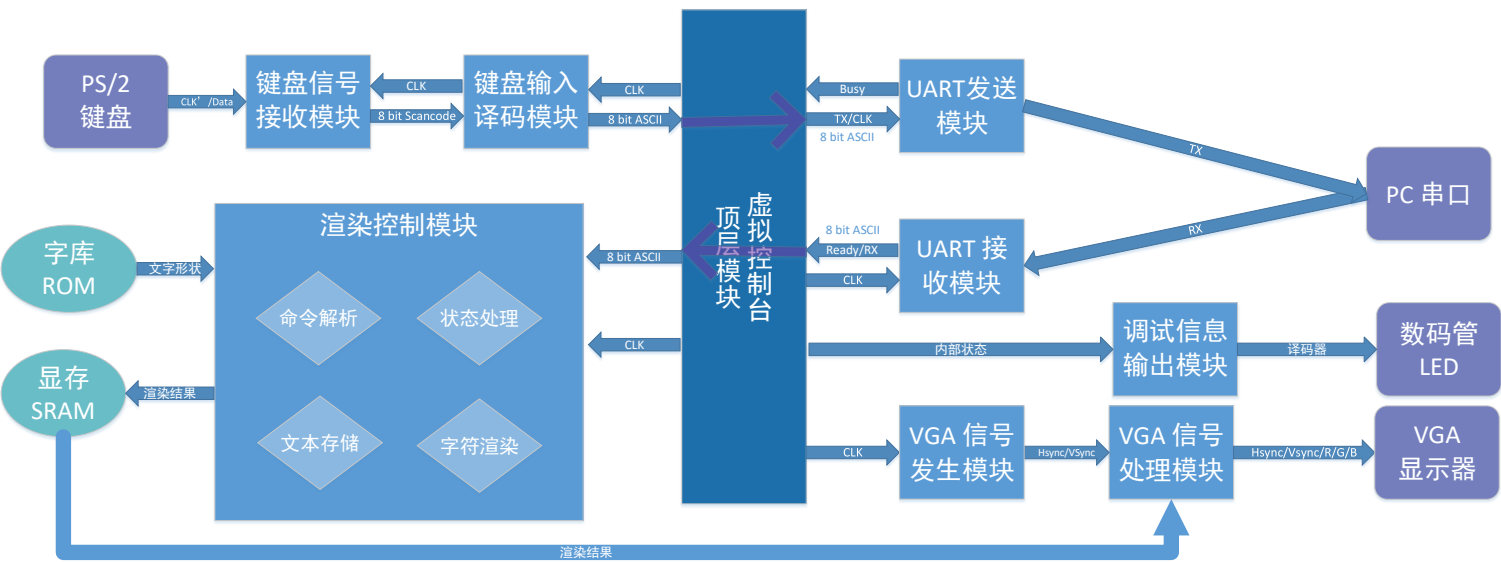 PS/2
键盘
CLK'/Data
键盘信号
接收模块
CLK
8 bit Scancode
键盘输入
译码模块
CLK
8 bit ASCII
虚拟控制台
顶层模块
Busy
TX/CLK
8 bit ASCII
UART发送
模块
TX
PC 串口
RX
8 bit ASCII
Ready/RX
CLK
UART 接
收模块
字库
ROM
文字形状
渲染控制模块
命令解析
状态处理
文本存储
字符渲染
8 bit ASCII
CLK
显存
SRAM
渲染结果
内部状态
调试信息
输出模块
译码器
数码管
LED
CLK
VGA 信号
发生模块
Hsync/VSync
VGA 信号
处理模块
Hsync/Vsync/R/G/B
VGA
显示器
渲染结果